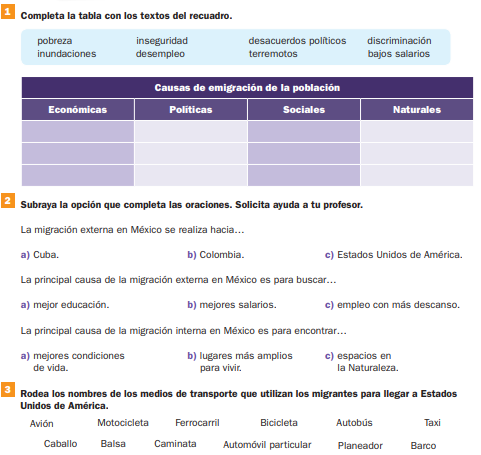 1 Completa la tabla con los textos del recuadro.
pobreza inseguridad desacuerdos políticos discriminación
inundaciones desempleo terremotos bajos salarios
Causas de emigración de la población
Económicas Políticas Sociales Naturales
2 Subraya la opción que completa las oraciones. Solicita ayuda a tu profesor.
La migración externa en México se realiza hacia…
a) Cuba. b) Colombia. c) Estados Unidos de América.
La principal causa de la migración externa en México es para buscar…
a) mejor educación. b) mejores salarios. c) empleo con más descanso.
La principal causa de la migración interna en México es para encontrar…
a) mejores condiciones b) lugares más amplios c) espacios en
de vida. para vivir. la Naturaleza.
3 Rodea los nombres de los medios de transporte que utilizan los migrantes para llegar a Estados
Unidos de América.
Avión Motocicleta Ferrocarril Bicicleta Autobús Taxi
Caballo Balsa Caminata Automóvil particular Planeador Barco